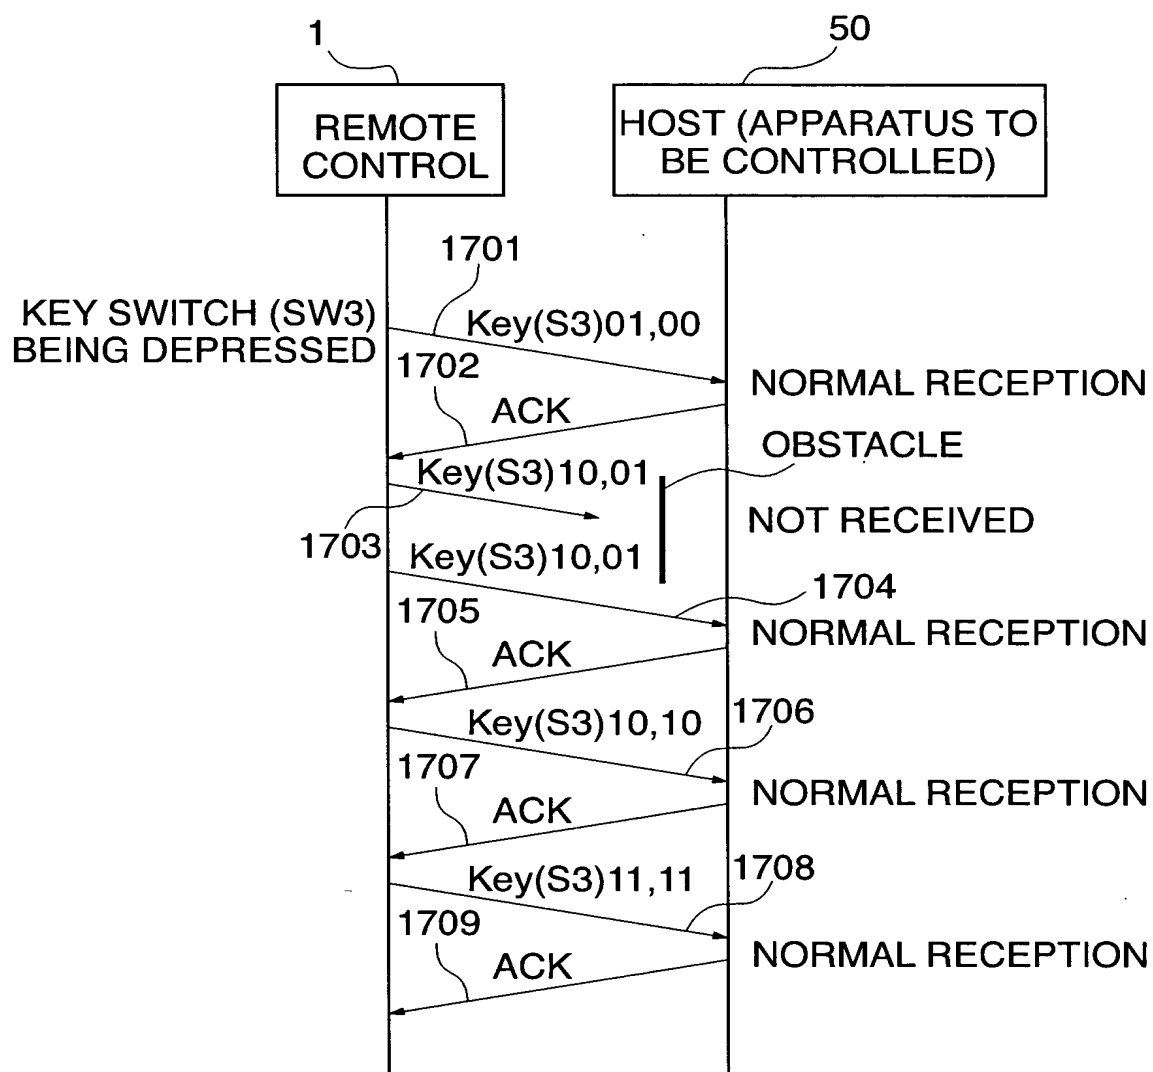 1
50
REMOTE
CONTROL
HOST (APPARATUS TO
BE CONTROLLED)
1701
KEY SWITCH (SW3)
BEING DEPRESSED
Key(S3)01,00
1702
NORMAL RECEPTION
ACK
OBSTACLE
Key(S3)10,01
NOT RECEIVED
1703
Key(S3)10,01
1704
1705
NORMAL RECEPTION
ACK
1706
Key(S3)10,10
1707
NORMAL RECEPTION
ACK
1708
Key(S3)11,11
1709
NORMAL RECEPTION
ACK